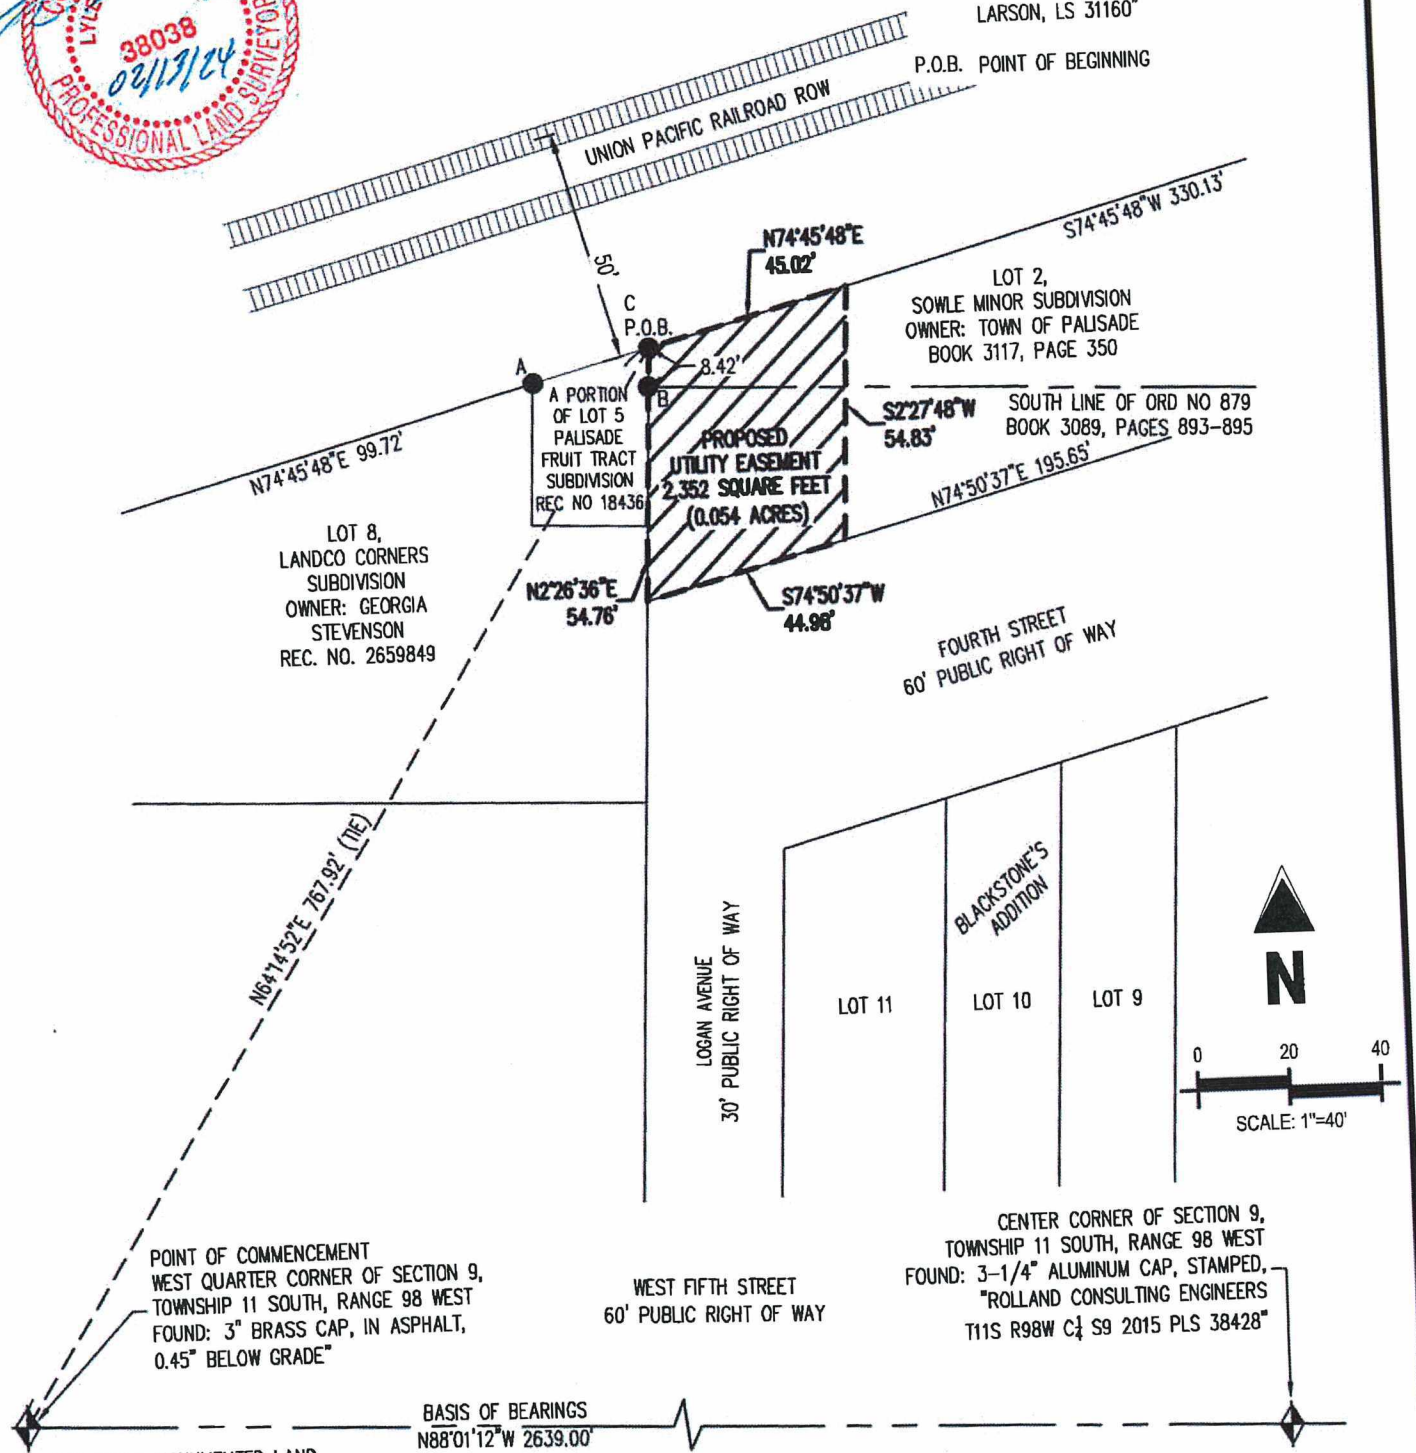 LARSON, LS 31160"
P.O.B. POINT OF BEGINNING
38038
02/13/24
PROFESSIONAL LAND SURVEYOR
UNION PACIFIC RAILROAD ROW
50'
N74°45'48"E
45.02'
S74°45'48"W 330.13'
LOT 2,
SOWLE MINOR SUBDIVISION
OWNER: TOWN OF PALISADE
BOOK 3117, PAGE 350
C
P.O.B.
8.42'
A
B
A PORTION
OF LOT 5
PALISADE
FRUIT TRACT
SUBDIVISION
REC NO 18436
N74°45'48"E 99.72'
S2°27'48"W
54.83'
SOUTH LINE OF ORD NO 879
BOOK 3089, PAGES 893-895
PROPOSED
UTILITY EASEMENT
2,352 SQUARE FEET
(0.054 ACRES)
N74°50'37"E 195.65'
LOT 8,
LANDCO CORNERS
SUBDIVISION
OWNER: GEORGIA
STEVENSON
REC. NO. 2659849
N2°26'36"E
54.76'
S74°50'37"W
44.98'
FOURTH STREET
60' PUBLIC RIGHT OF WAY
N64°14'52"E 767.92' (TIE)
BLACKSTONE'S
ADDITION
LOGAN AVENUE
30' PUBLIC RIGHT OF WAY
LOT 11
LOT 10
LOT 9
N
0 20 40
SCALE: 1"=40'
POINT OF COMMENCEMENT
WEST QUARTER CORNER OF SECTION 9,
TOWNSHIP 11 SOUTH, RANGE 98 WEST
FOUND: 3" BRASS CAP, IN ASPHALT,
0.45" BELOW GRADE"
WEST FIFTH STREET
60' PUBLIC RIGHT OF WAY
CENTER CORNER OF SECTION 9,
TOWNSHIP 11 SOUTH, RANGE 98 WEST
FOUND: 3-1/4" ALUMINUM CAP, STAMPED,
"ROLLAND CONSULTING ENGINEERS
T11S R98W C¼ S9 2015 PLS 38428"
BASIS OF BEARINGS
N88°01'12"W 2639.00'